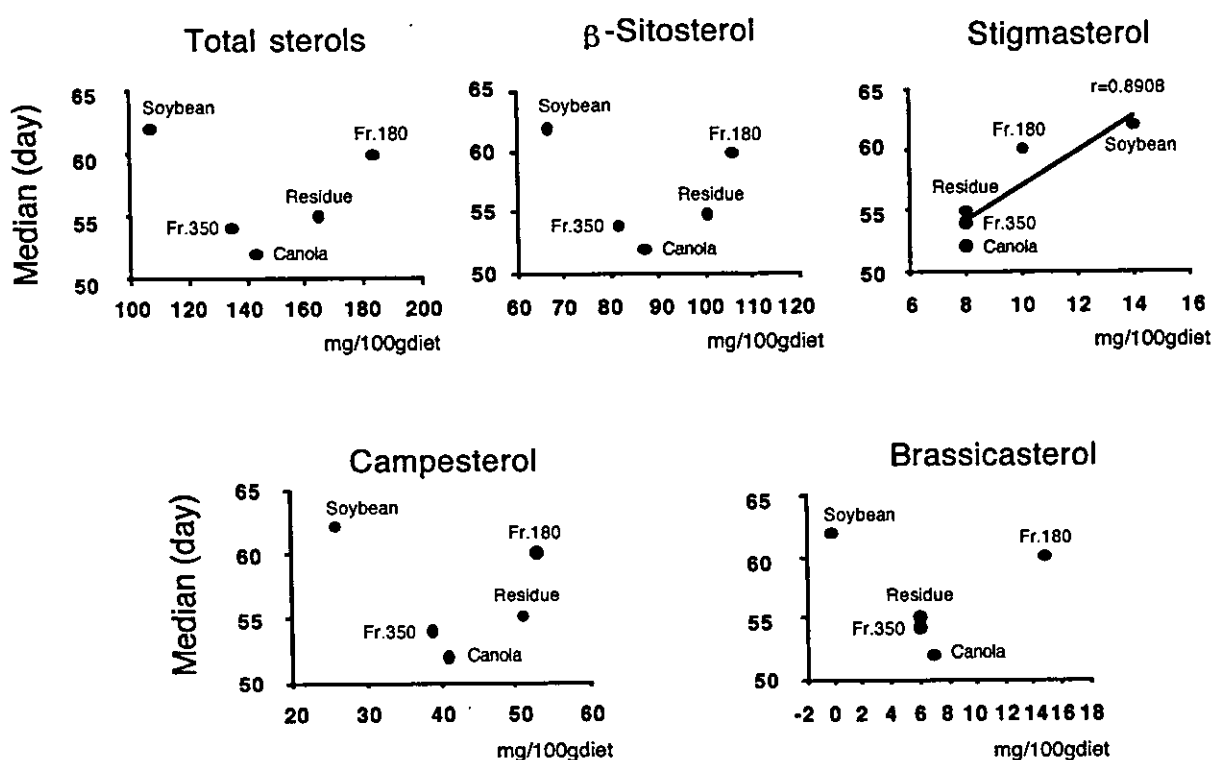 Total sterols
Median (day)
65
60
55
50
Soybean
Fr.180
Residue
Fr.350
Canola
100 120 140 160 180 200
mg/100gdiet
β-Sitosterol
65
60
55
50
Soybean
Fr.180
Residue
Fr.350
Canola
60 70 80 90 100 110 120
mg/100gdiet
Stigmasterol
65
60
55
50
r=0.8908
Fr.180
Soybean
Residue
Fr.350
Canola
6 8 10 12 14 16
mg/100gdiet
Campesterol
Median (day)
65
60
55
50
Soybean
Fr.180
Residue
Fr.350
Canola
20 30 40 50 60
mg/100gdiet
Brassicasterol
65
60
55
50
Soybean
Fr.180
Residue
Fr.350
Canola
-2 0 2 4 6 8 10 12 14 16 18
mg/100gdiet